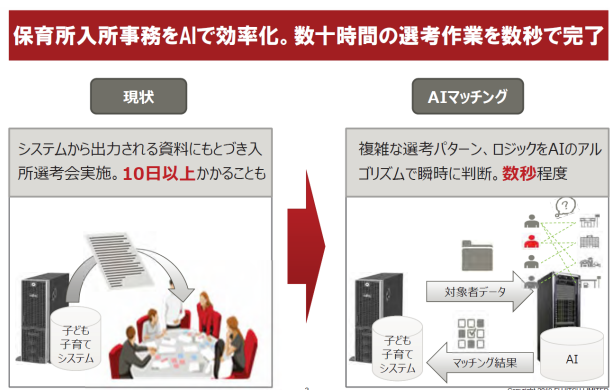 保育所入所事務をAIで効率化。数十時間の選考作業を数秒で完了
現状
システムから出力される資料にもとづき入
所選考会実施。10日以上かかることも
子ども
子育て
システム
AIマッチング
複雑な選考パターン、ロジックをAIのアル
ゴリズムで瞬時に判断。数秒程度
?
対象者データ
子ども
子育て
システム
マッチング結果
AI